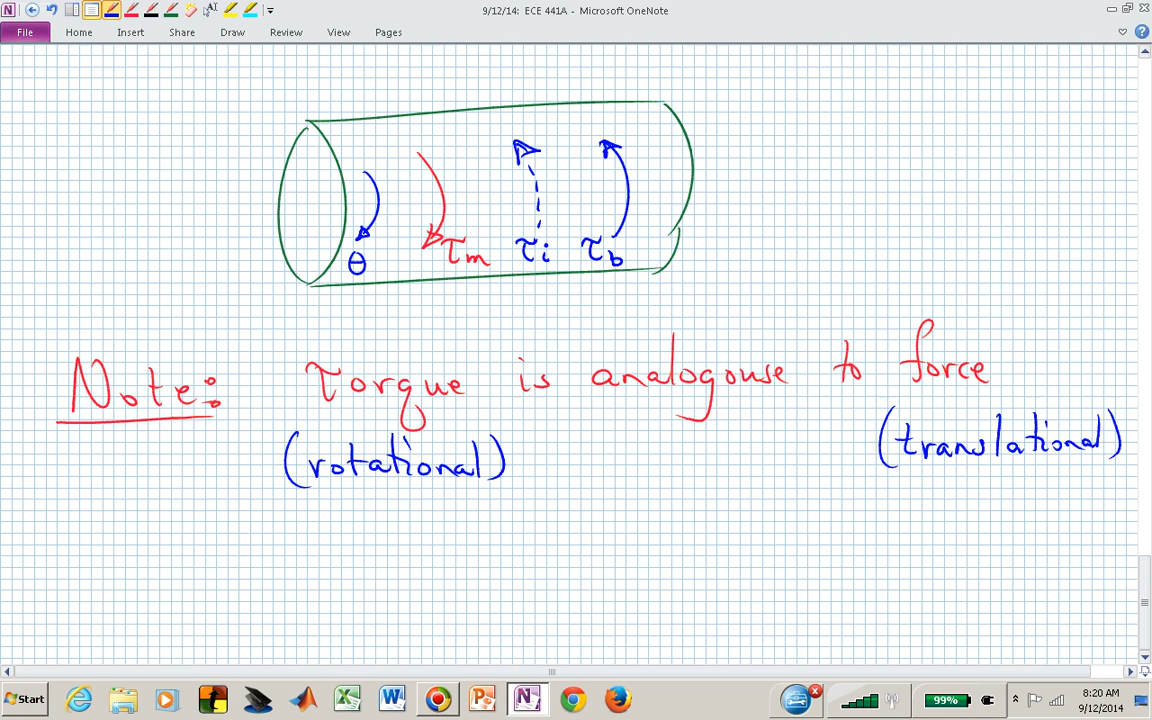 9/12/14: ECE 441A - Microsoft OneNote
File Home Insert Share Draw Review View Pages
θ τm τi τb
Note: Torque is analogouse to force
(rotational) (translational)
Start 99% 8:20 AM
9/12/2014